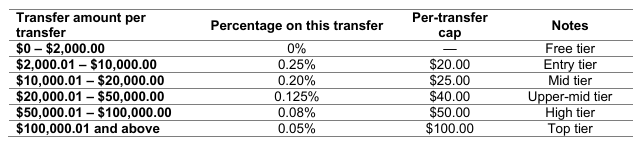 Transfer amount per transfer Percentage on this transfer Per-transfer cap Notes
$0 – $2,000.00 0% — Free tier
$2,000.01 – $10,000.00 0.25% $20.00 Entry tier
$10,000.01 – $20,000.00 0.20% $25.00 Mid tier
$20,000.01 – $50,000.00 0.125% $40.00 Upper-mid tier
$50,000.01 – $100,000.00 0.08% $50.00 High tier
$100,000.01 and above 0.05% $100.00 Top tier